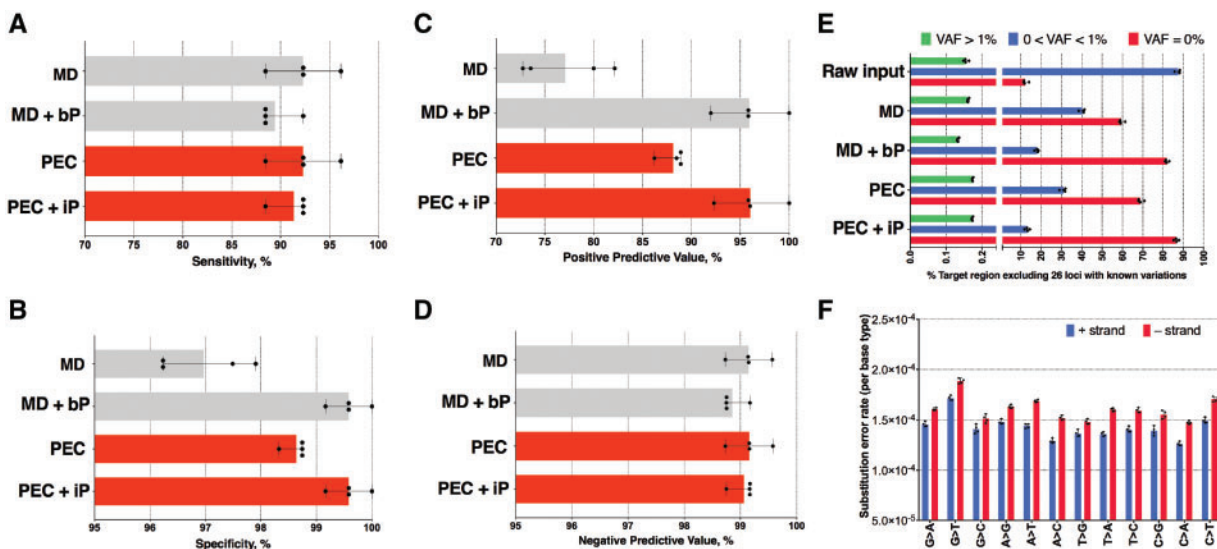 A
MD
MD + bP
PEC
PEC + iP
70 75 80 85 90 95 100
Sensitivity, %
B
MD
MD + bP
PEC
PEC + iP
95 96 97 98 99 100
Specificity, %
C
MD
MD + bP
PEC
PEC + iP
70 75 80 85 90 95 100
Positive Predictive Value, %
D
MD
MD + bP
PEC
PEC + iP
95 96 97 98 99 100
Negative Predictive Value, %
E
VAF > 1% 0 < VAF < 1% VAF = 0%
Raw input
MD
MD + bP
PEC
PEC + iP
0.0 0.1 0.2 10 20 30 40 50 60 70 80 90 100
% Target region excluding 26 loci with known variations
F
+ strand – strand
Substitution error rate (per base type)
2.5×10⁻⁴
2.0×10⁻⁴
1.5×10⁻⁴
1.0×10⁻⁴
5.0×10⁻⁵
G>A G>T G>C A>G A>T A>C T>G T>A T>C C>G C>A C>T